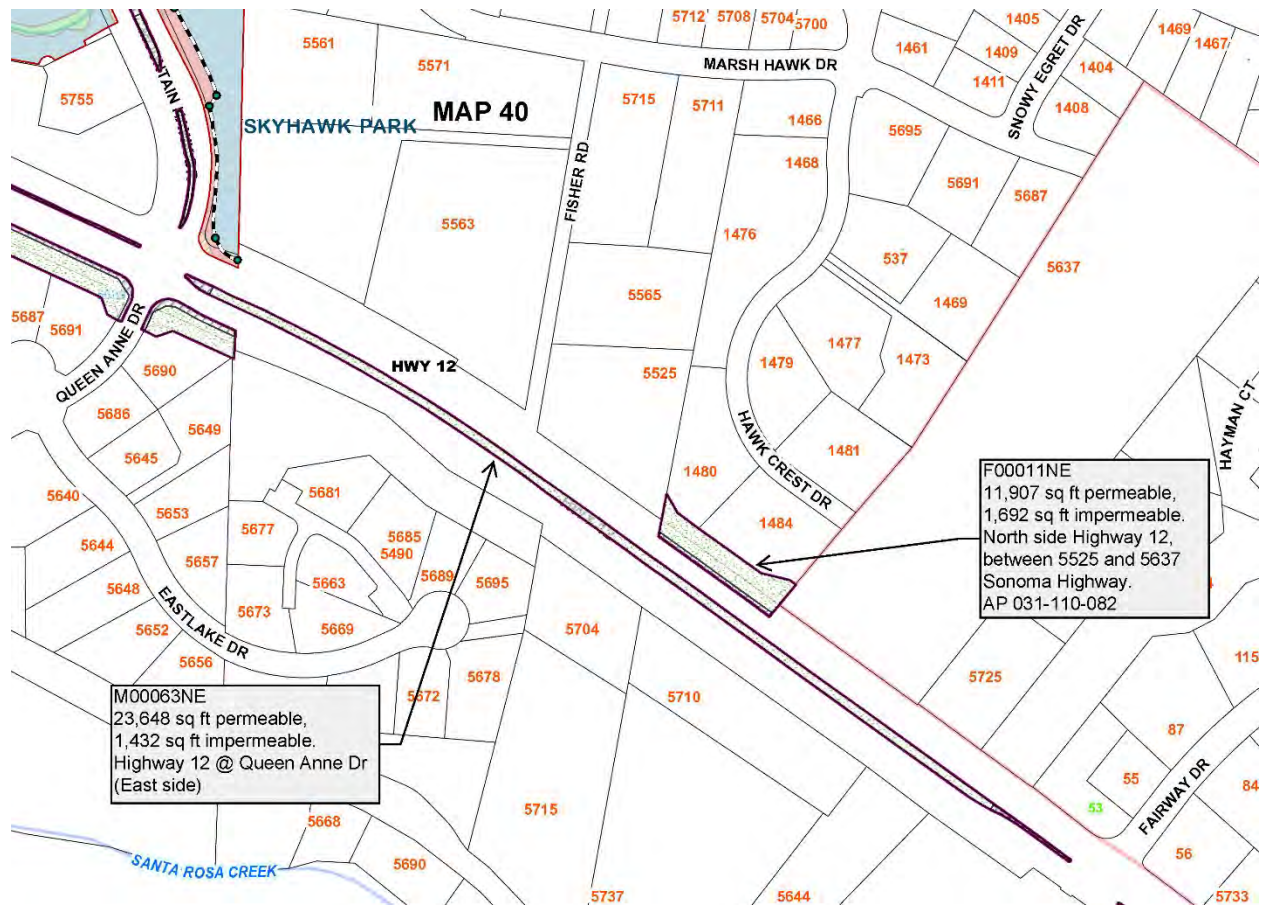 5561
5571
5712
5708
5704
5700
1405
1469
1467
1461
1409
1411
1404
1408
SNOWY EGRET DR
MARSH HAWK DR
5755
TAIN
SKYHAWK PARK
MAP 40
5715
5711
1466
1468
5695
5691
5687
FISHER RD
5563
1476
537
5637
5565
1469
5687
5691
QUEEN ANNE DR
5690
HWY 12
5525
1479
1477
1473
HAYMAN CT
5686
5649
5645
HAWK CREST DR
1481
1480
5640
5681
5653
5677
5685
5490
1484
F00011NE
11,907 sq ft permeable,
1,692 sq ft impermeable.
North side Highway 12,
between 5525 and 5637
Sonoma Highway.
AP 031-110-082
5644
5657
5663
5689
5695
5648
5673
5669
5704
5652
EASTLAKE DR
5656
5672
5678
5710
5725
115
M00063NE
23,648 sq ft permeable,
1,432 sq ft impermeable.
Highway 12 @ Queen Anne Dr
(East side)
87
55
53
84
FAIRWAY DR
5715
5668
5690
SANTA ROSA CREEK
56
5737
5644
5733